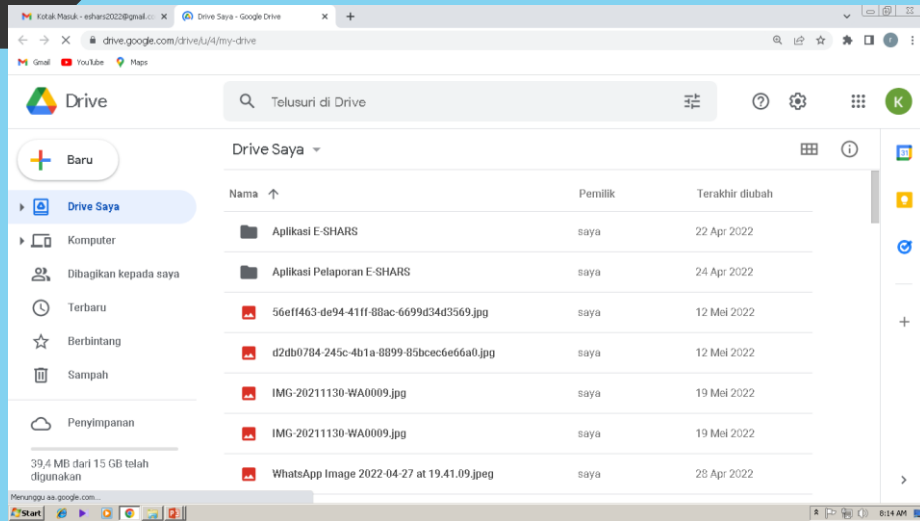 Kotak Masuk - eshars2022@gmail.co
Drive Saya - Google Drive
drive.google.com/drive/u/4/my-drive
Gmail YouTube Maps
Drive
Telusuri di Drive
K
Baru
Drive Saya
31
Nama
Pemilik
Terakhir diubah
Drive Saya
Aplikasi E-SHARS saya 22 Apr 2022
Komputer
Aplikasi Pelaporan E-SHARS saya 24 Apr 2022
Dibagikan kepada saya
56eff463-de94-41ff-88ac-6699d34d3569.jpg saya 12 Mei 2022
Terbaru
Berbintang
d2db0784-245c-4b1a-8899-85bcec6e66a0.jpg saya 12 Mei 2022
Sampah
IMG-20211130-WA0009.jpg saya 19 Mei 2022
Penyimpanan
IMG-20211130-WA0009.jpg saya 19 Mei 2022
39,4 MB dari 15 GB telah
digunakan
WhatsApp Image 2022-04-27 at 19.41.09.jpeg saya 28 Apr 2022
Menunggu aa.google.com...
Start
8:14 AM